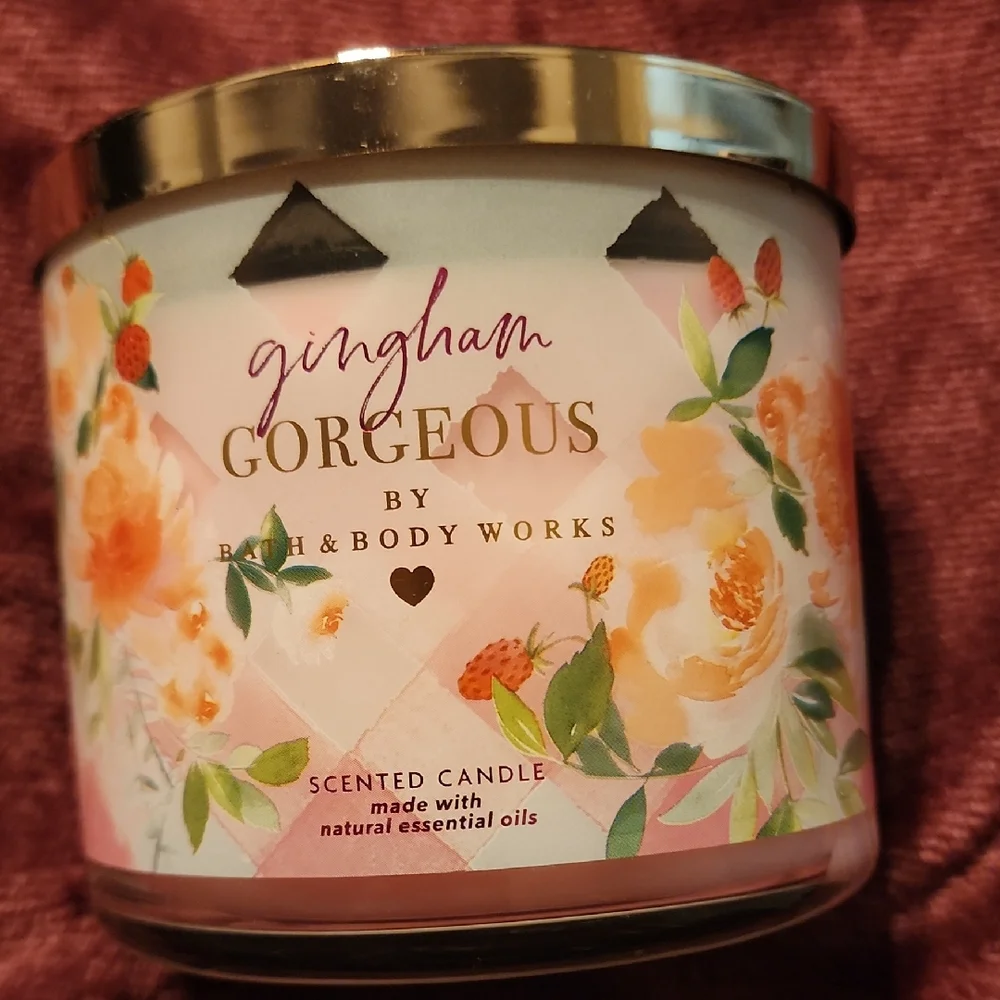 gingham
GORGEOUS
BY
BATH & BODY WORKS
SCENTED CANDLE
made with
natural essential oils